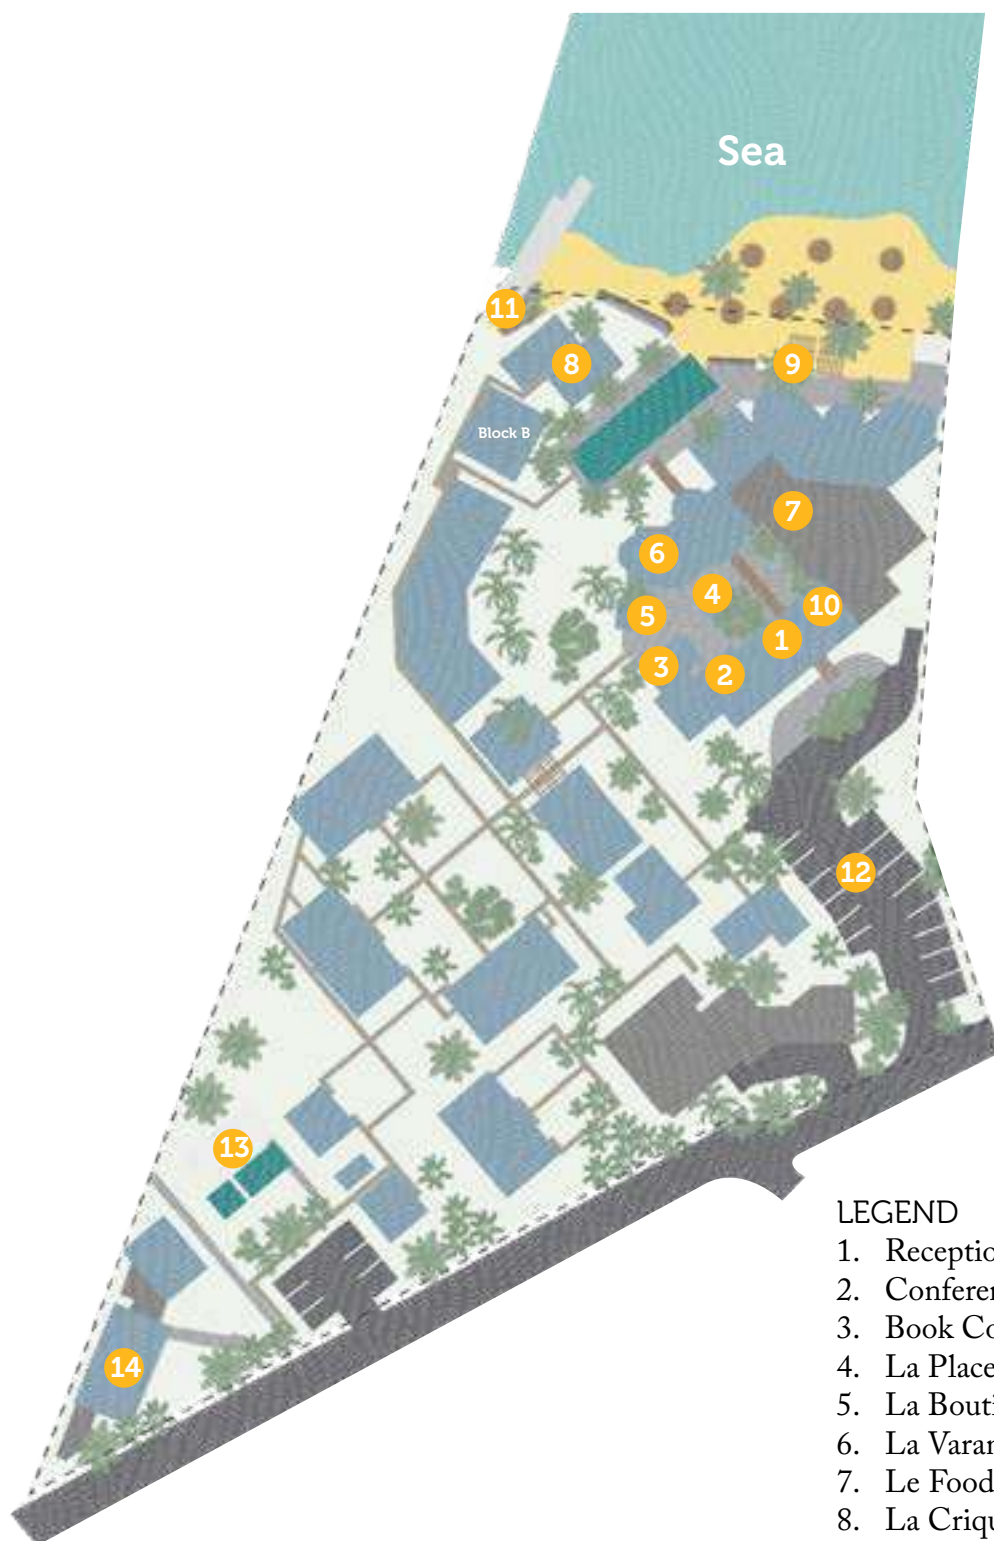 Sea
11
8
9
Block B
7
6
4
10
5
1
3
2
12
13
14
LEGEND
1. Receptio
2. Conferen
3. Book Co
4. La Place
5. La Bouti
6. La Varan
7. Le Food
8. La Criqu